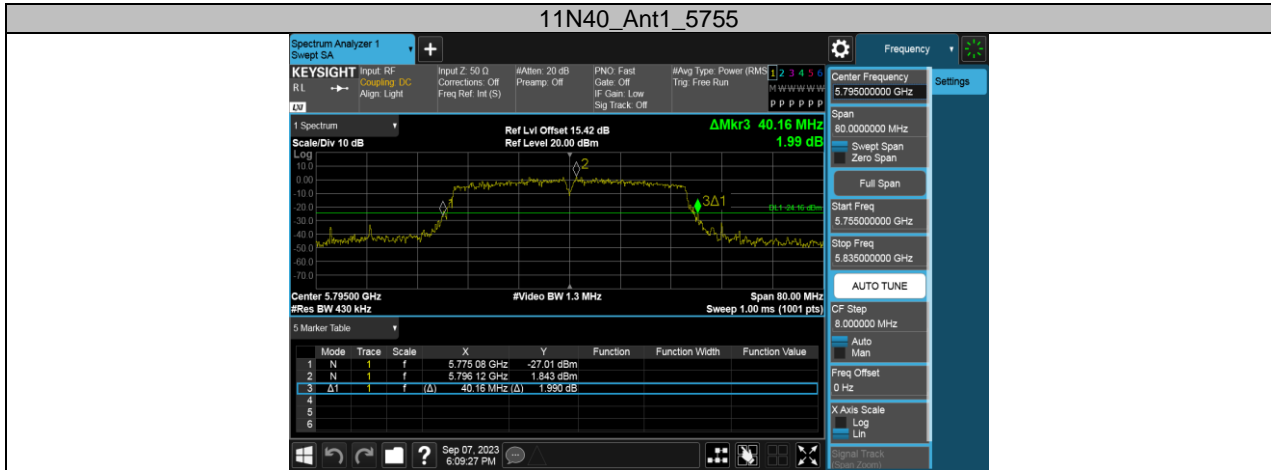 11N40_Ant1_5755
Spectrum Analyzer 1
Swept SA
+
Frequency
KEYSIGHT
RL
LXI
Input: RF
Coupling: DC
Align: Light
Input Z: 50 Ω
Corrections: Off
Freq Ref: Int (S)
#Atten: 20 dB
Preamp: Off
PNO: Fast
Gate: Off
IF Gain: Low
Sig Track: Off
#Avg Type: Power (RMS
Trig: Free Run
1 2 3 4 5 6
M W W W W W
P P P P P P
1 Spectrum
Scale/Div 10 dB
Ref Lvl Offset 15.42 dB
Ref Level 20.00 dBm
ΔMkr3 40.16 MHz
1.99 dB
Log
10.0
0.00
-10.0
-20.0
-30.0
-40.0
-50.0
-60.0
-70.0
2
3Δ1
DL1 -24.16 dBm
Center 5.79500 GHz
#Res BW 430 kHz
#Video BW 1.3 MHz
Span 80.00 MHz
Sweep 1.00 ms (1001 pts)
5 Marker Table
Mode Trace Scale X Y Function Function Width Function Value
1 N 1 f 5.775 08 GHz -27.01 dBm
2 N 1 f 5.796 12 GHz 1.843 dBm
3 Δ1 1 f (Δ) 40.16 MHz (Δ) 1.990 dB
4
5
6
Sep 07, 2023
6:09:27 PM
Center Frequency
5.795000000 GHz
Settings
Span
80.0000000 MHz
Swept Span
Zero Span
Full Span
Start Freq
5.755000000 GHz
Stop Freq
5.835000000 GHz
AUTO TUNE
CF Step
8.000000 MHz
Auto
Man
Freq Offset
0 Hz
X Axis Scale
Log
Lin
Signal Track
(Span Zoom)